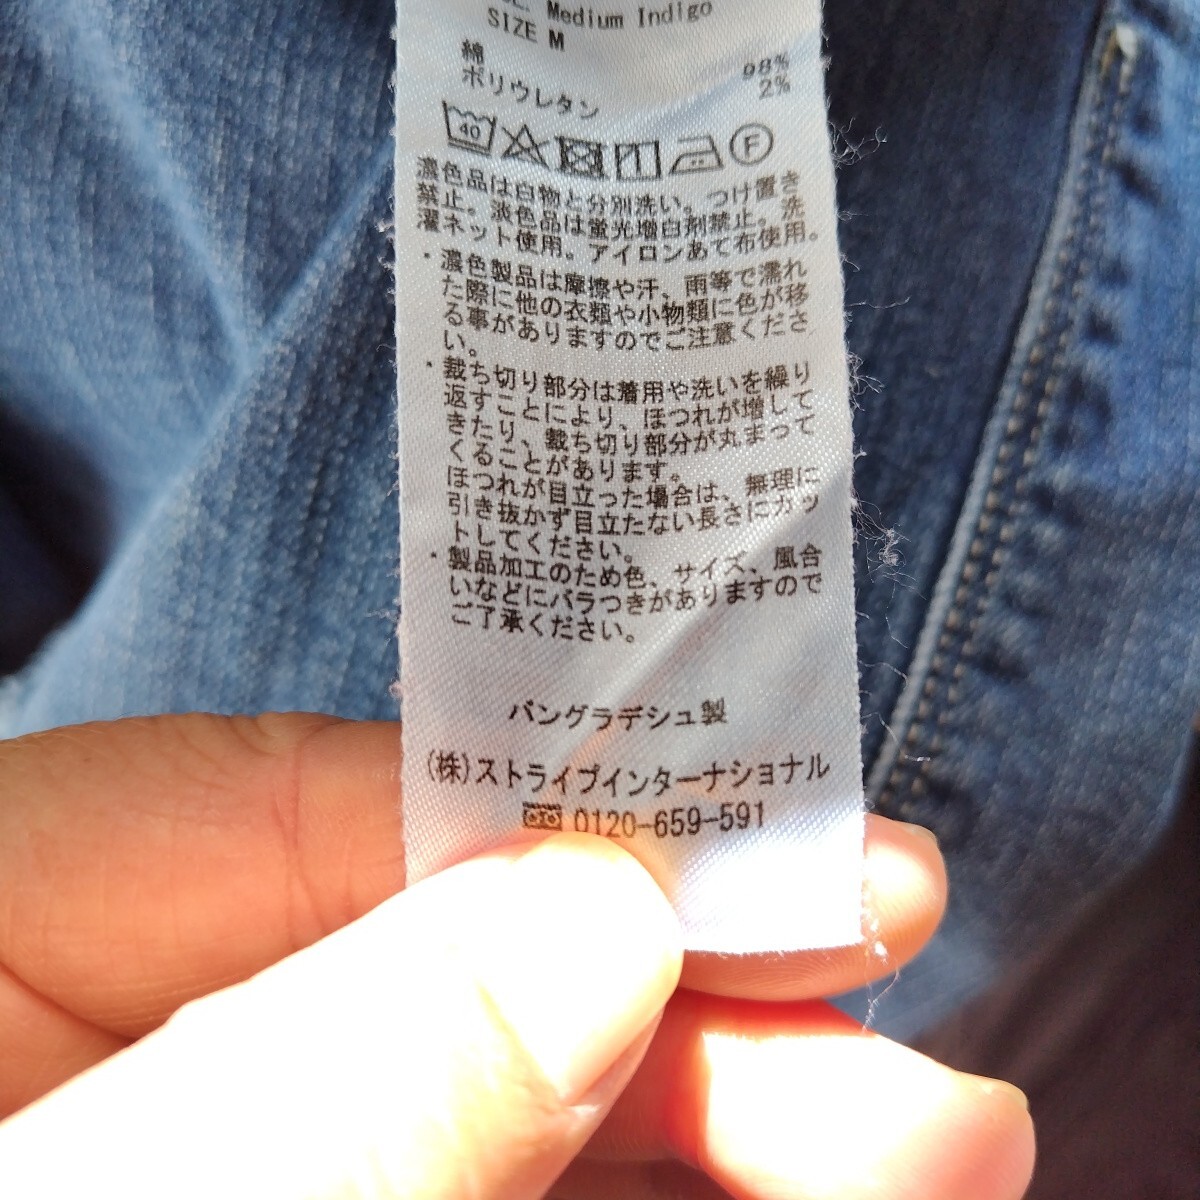 Medium Indigo
SIZE M
綿 98%
ポリウレタン 2%
40 F
濃色品は白物と分別洗い。つけ置き
禁止。淡色品は蛍光増白剤禁止。洗
濯ネット使用。アイロンあて布使用。
・濃色製品は摩擦や汗、雨等で濡れ
た際に他の衣類や小物類に色が移
る事がありますのでご注意くださ
い。
・裁ち切り部分は着用や洗いを繰り
返すことにより、ほつれが増して
きたり、裁ち切り部分が丸まって
くることがあります。
ほつれが目立った場合は、無理に
引き抜かず目立たない長さにカッ
トしてください。
・製品加工のため色、サイズ、風合
いなどにバラつきがありますので
ご了承ください。
バングラデシュ製
(株)ストライプインターナショナル
0120-659-591